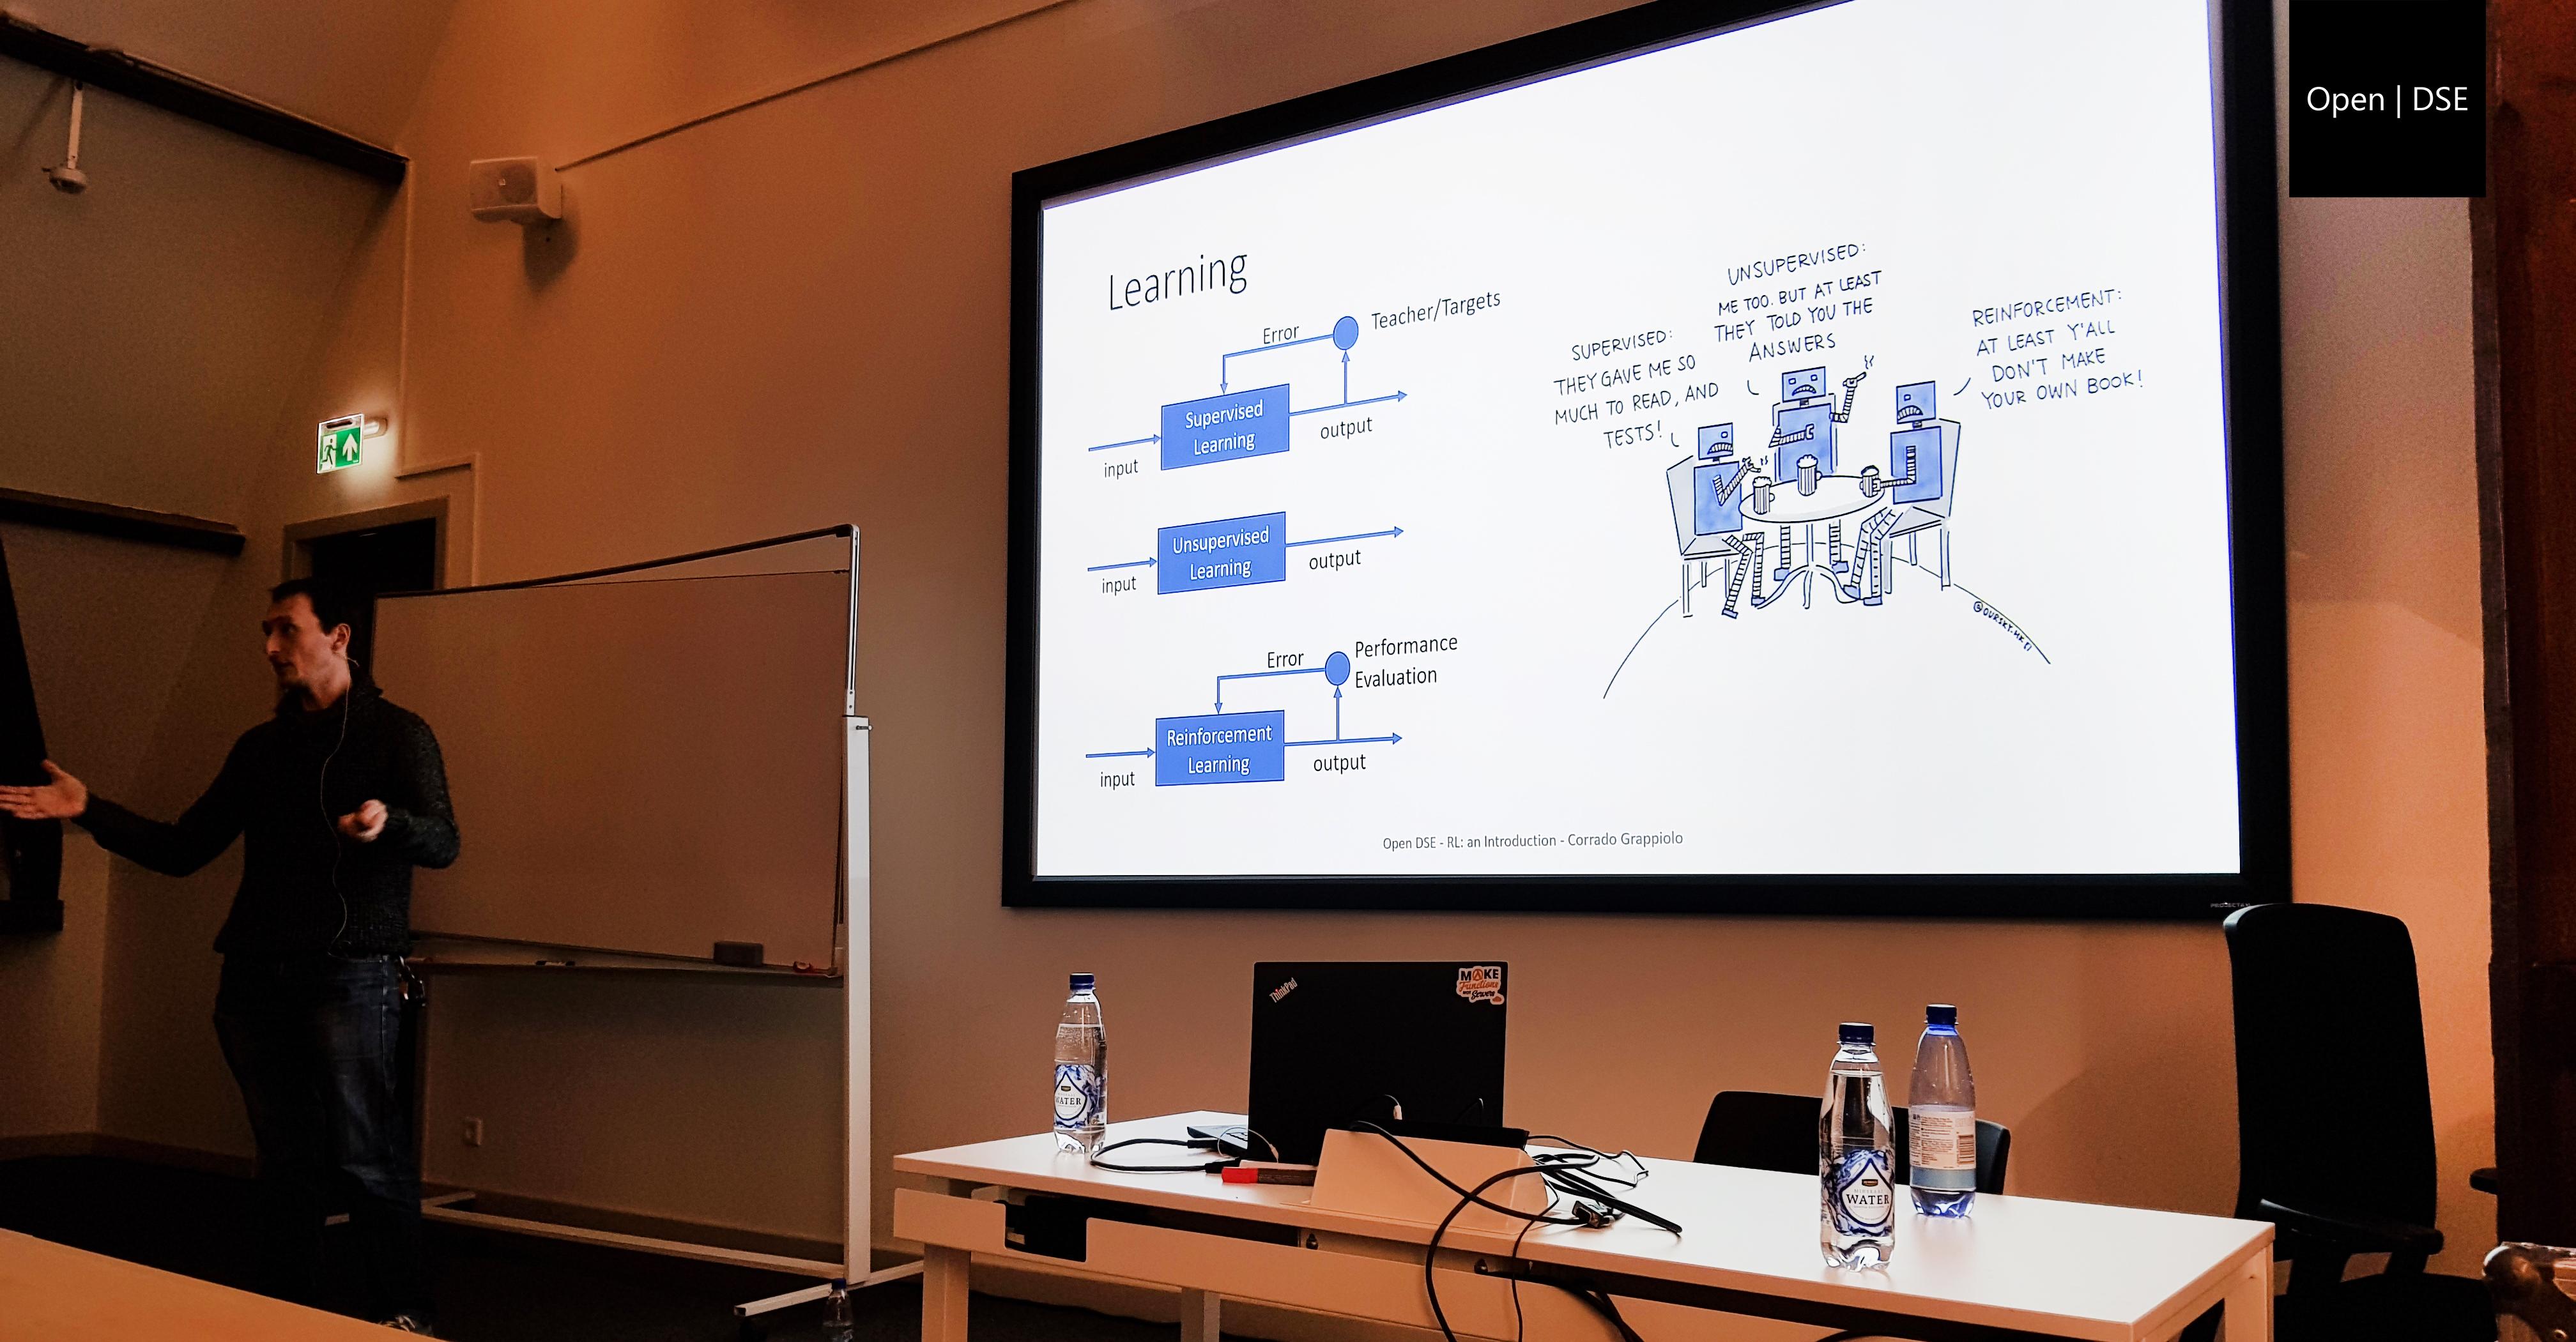 Open | DSE
Learning
Error
Teacher/Targets
Supervised
Learning
input
output
Unsupervised
Learning
input
output
Error
Performance
Evaluation
Reinforcement
Learning
input
output
SUPERVISED:
THEY GAVE ME SO
MUCH TO READ, AND
TESTS!
UNSUPERVISED:
ME TOO. BUT AT LEAST
THEY TOLD YOU THE
ANSWERS
REINFORCEMENT:
AT LEAST Y'ALL
DON'T MAKE
YOUR OWN BOOK!
Open DSE - RL: an Introduction - Corrado Grappiolo
ThinkPad
MAKE
Functions
WATER
WATER